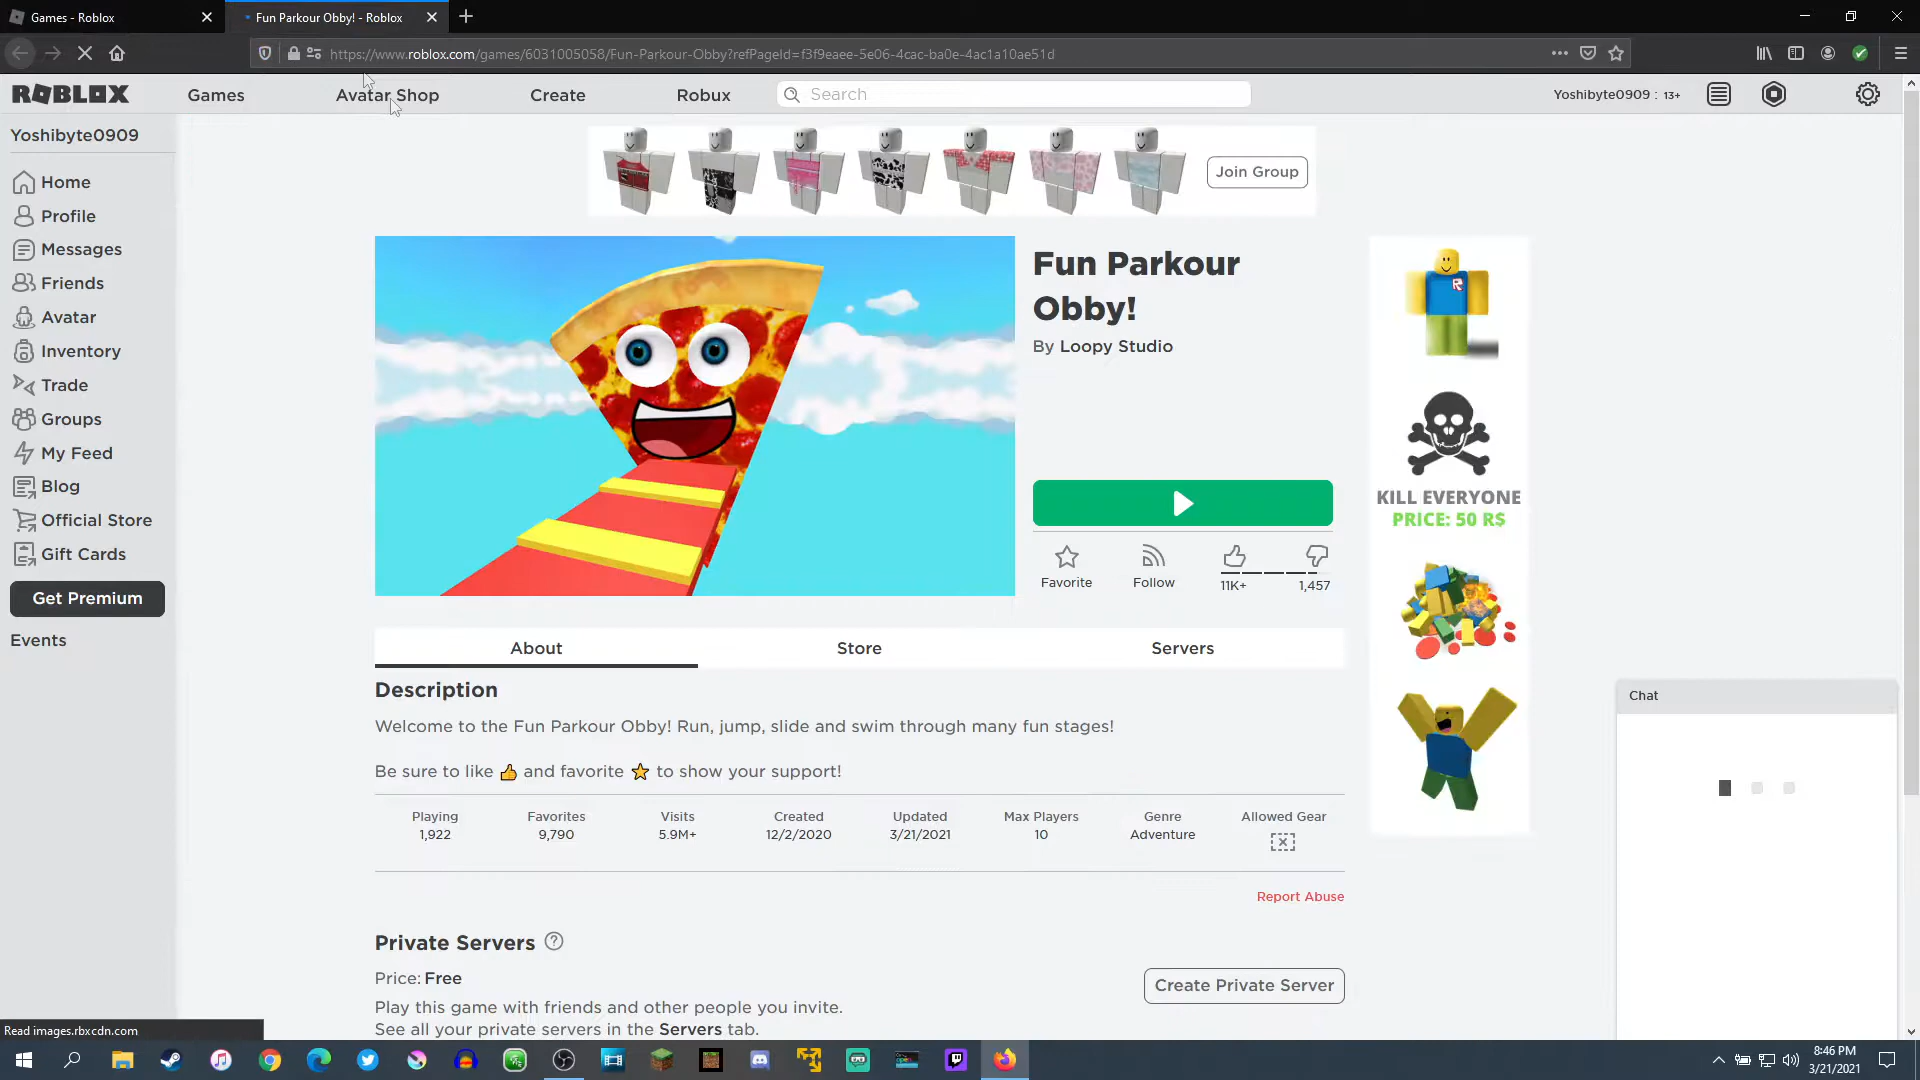 Games - Roblox
Fun Parkour Obby! - Roblox
https://www.roblox.com/games/6031005058/Fun-Parkour-Obby?refPageId=f3f9eaee-5e06-4cac-ba0e-4ac1a10ae51d
ROBLOX
Games
Avatar Shop
Create
Robux
Search
Yoshibyte0909 : 13+
Yoshibyte0909
Home
Profile
Messages
Friends
Avatar
Inventory
Trade
Groups
My Feed
Blog
Official Store
Gift Cards
Get Premium
Events
Join Group
Fun Parkour
Obby!
By Loopy Studio
Favorite
Follow
11K+
1,457
KILL EVERYONE
PRICE: 50 R$
About
Store
Servers
Description
Welcome to the Fun Parkour Obby! Run, jump, slide and swim through many fun stages!
Be sure to like 👍 and favorite ⭐ to show your support!
Playing Favorites Visits Created Updated Max Players Genre Allowed Gear
1,922 9,790 5.9M+ 12/2/2020 3/21/2021 10 Adventure
Report Abuse
Private Servers
Price: Free
Create Private Server
Play this game with friends and other people you invite.
See all your private servers in the Servers tab.
Chat
Read images.rbxcdn.com
8:46 PM
3/21/2021